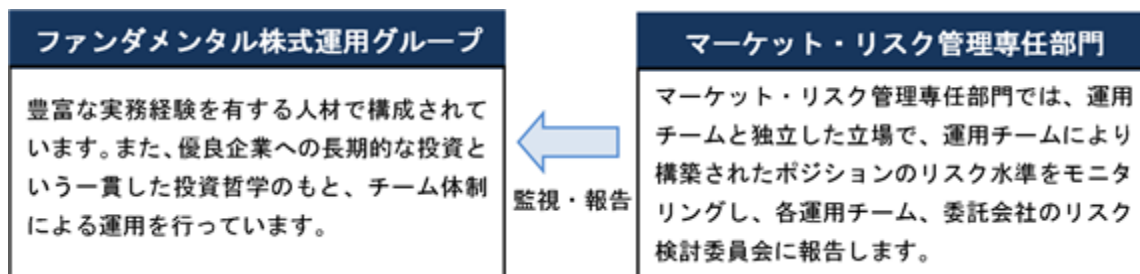 ファンダメンタル株式運用グループ
豊富な実務経験を有する人材で構成されて
います。また、優良企業への長期的な投資と
いう一貫した投資哲学のもと、チーム体制
による運用を行っています。
監視・報告
マーケット・リスク管理専任部門
マーケット・リスク管理専任部門では、運用
チームと独立した立場で、運用チームにより
構築されたポジションのリスク水準をモニタ
リングし、各運用チーム、委託会社のリスク
検討委員会に報告します。